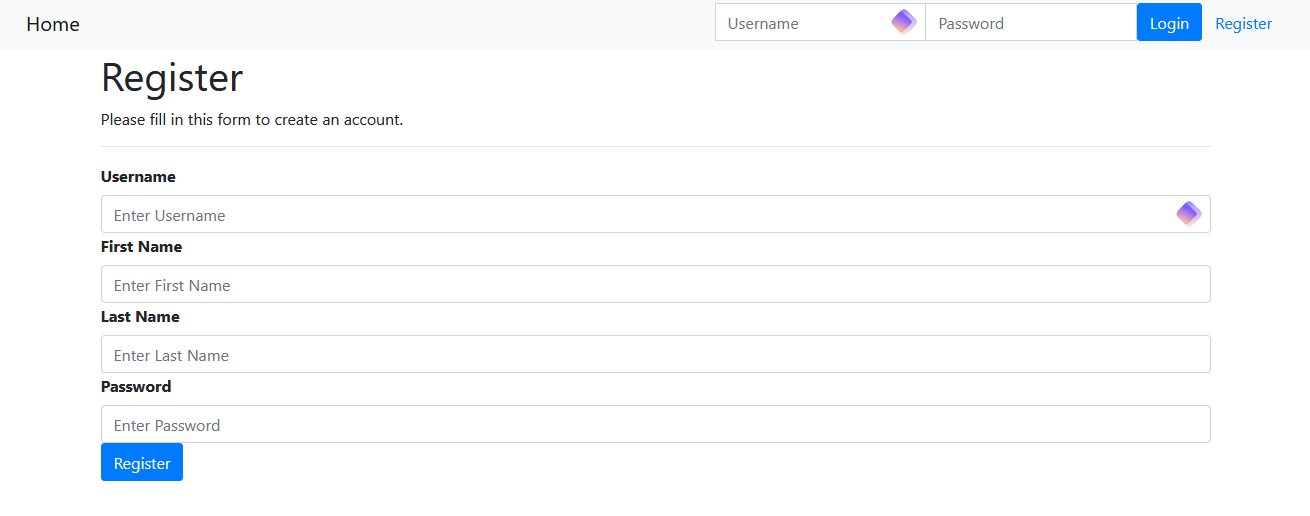 Home Username Password Login Register
Register
Please fill in this form to create an account.
Username
Enter Username
First Name
Enter First Name
Last Name
Enter Last Name
Password
Enter Password
Register